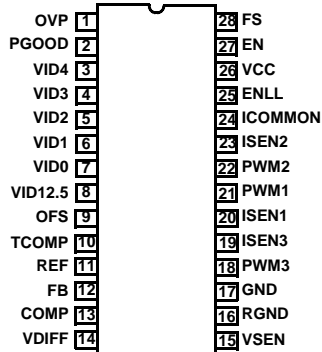 OVP 1 28 FS
PGOOD 2 27 EN
VID4 3 26 VCC
VID3 4 25 ENLL
VID2 5 24 ICOMMON
VID1 6 23 ISEN2
VID0 7 22 PWM2
VID12.5 8 21 PWM1
OFS 9 20 ISEN1
TCOMP 10 19 ISEN3
REF 11 18 PWM3
FB 12 17 GND
COMP 13 16 RGND
VDIFF 14 15 VSEN